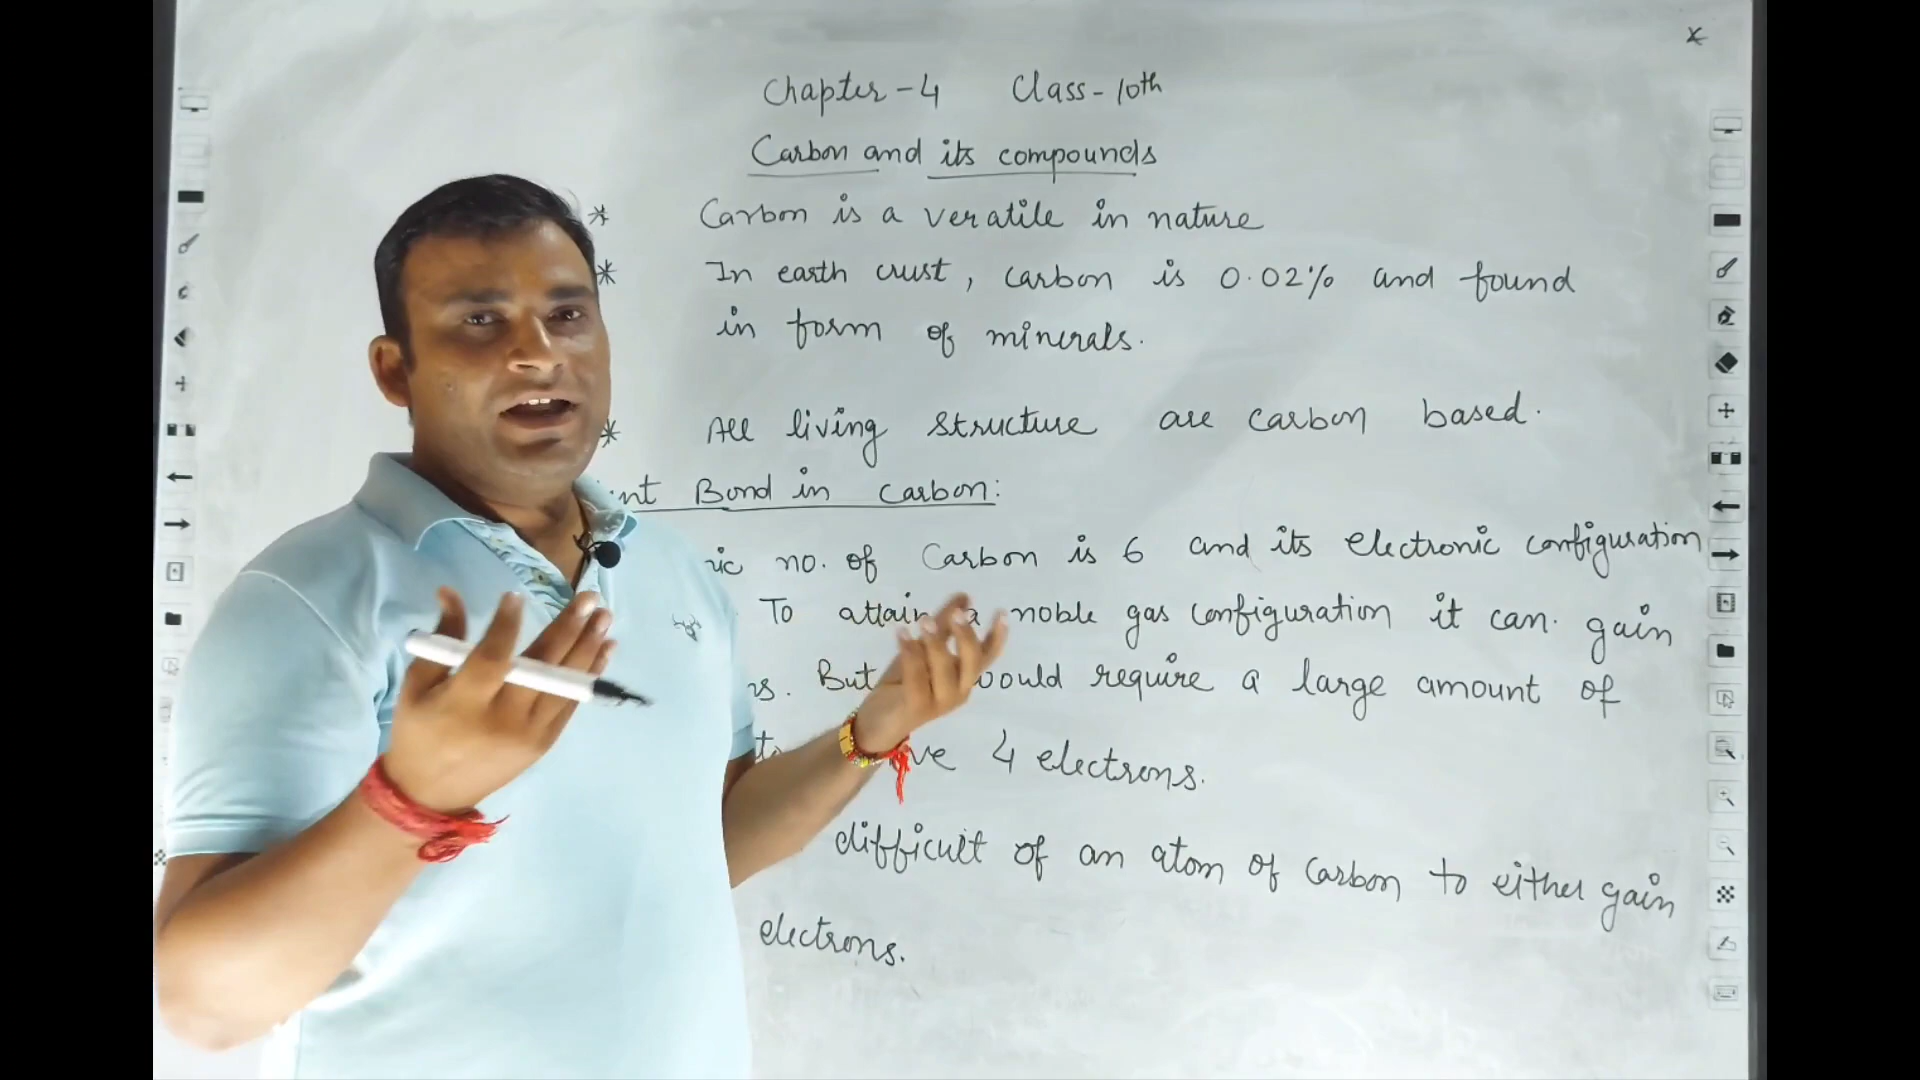 Chapter-4 Class-10th
Carbon and its compounds
* Carbon is a veratile in nature
* In earth crust, carbon is 0.02% and found
in form of minerals.
* All living structure are carbon based.
Bond in carbon:
no. of Carbon is 6 and its electronic configuration
To attain a noble gas configuration it can. gain
But would require a large amount of
4 electrons.
difficult of an atom of carbon to either gain
electrons.